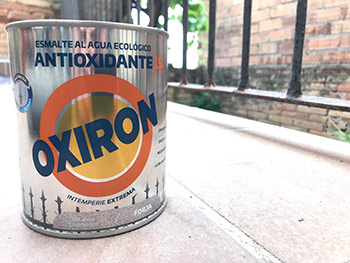 ESMALTE AL AGUA ECOLÓGICO
ANTIOXIDANTE
OXIRON
INTEMPERIE EXTREMA
FORJA